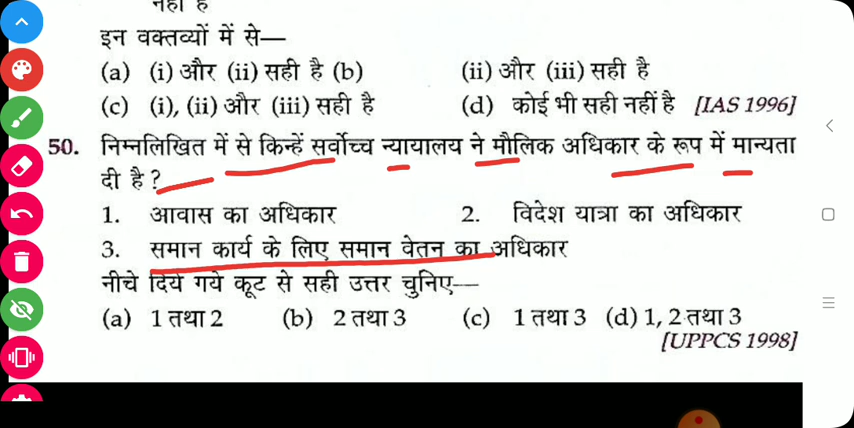 नहीं है
इन वक्तव्यों में से—
(a) (i) और (ii) सही है (b) (ii) और (iii) सही है
(c) (i), (ii) और (iii) सही है (d) कोई भी सही नहीं है [IAS 1996]
50. निम्नलिखित में से किन्हें सर्वोच्च न्यायालय ने मौलिक अधिकार के रूप में मान्यता
दी है ?
1. आवास का अधिकार 2. विदेश यात्रा का अधिकार
3. समान कार्य के लिए समान वेतन का अधिकार
नीचे दिये गये कूट से सही उत्तर चुनिए—
(a) 1 तथा 2 (b) 2 तथा 3 (c) 1 तथा 3 (d) 1, 2 तथा 3
[UPPCS 1998]